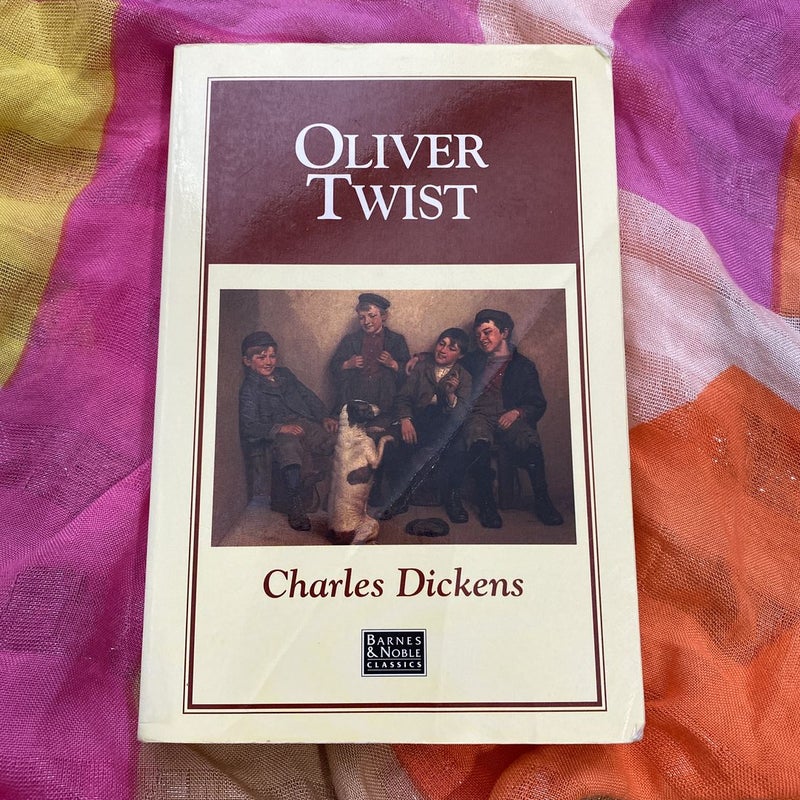 OLIVER
TWIST
Charles Dickens
BARNES
& NOBLE
CLASSICS